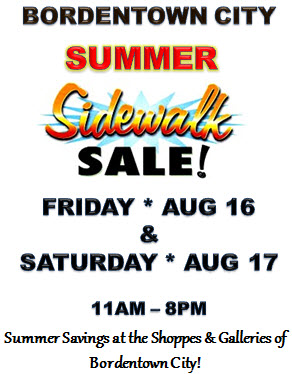 BORDENTOWN CITY
SUMMER
Sidewalk
SALE!
FRIDAY * AUG 16
&
SATURDAY * AUG 17
11AM – 8PM
Summer Savings at the Shoppes & Galleries of
Bordentown City!